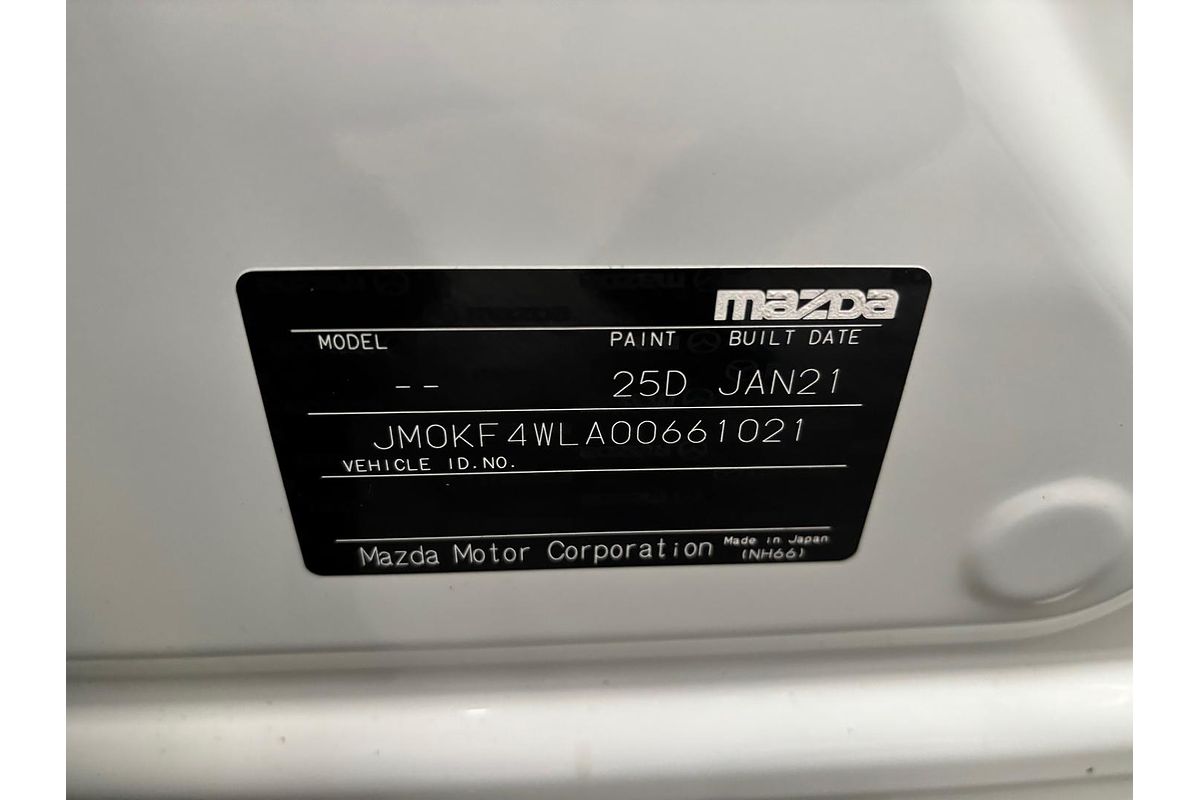 mazda
MODEL PAINT BUILT DATE
-- 25D JAN21
JM0KF4WLA00661021
VEHICLE ID.NO.
Mazda Motor Corporation Made in Japan
(NH66)